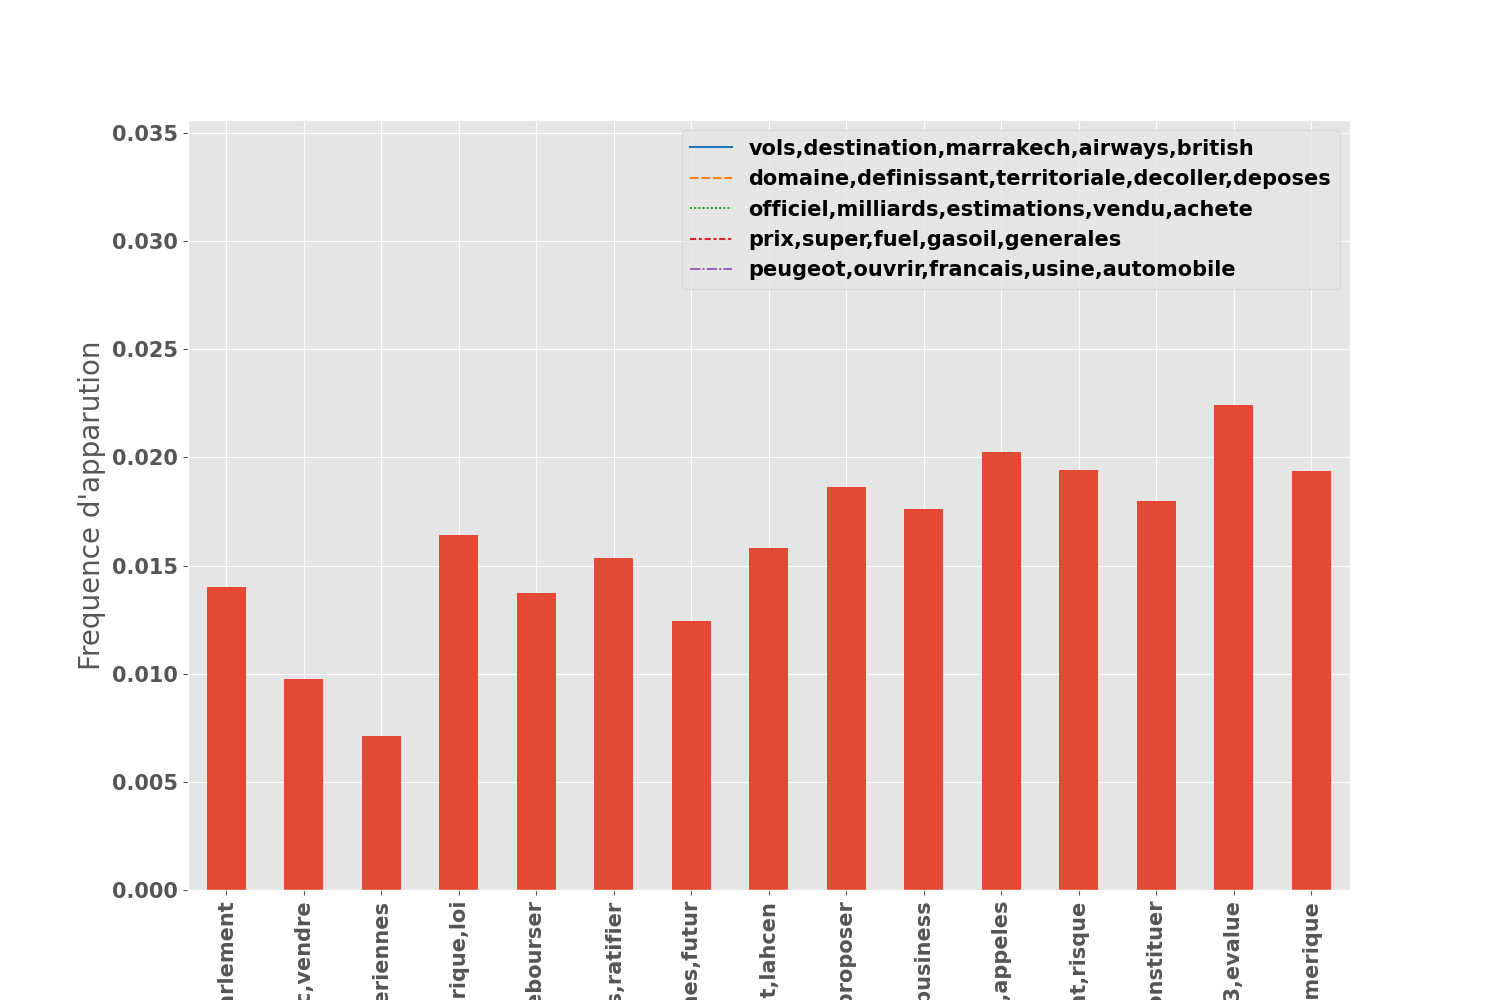 0.035
0.030
0.025
0.020
0.015
0.010
0.005
0.000
Frequence d'apparution
vols,destination,marrakech,airways,british
domaine,definissant,territoriale,decoller,deposes
officiel,milliards,estimations,vendu,achete
prix,super,fuel,gasoil,generales
peugeot,ouvrir,francais,usine,automobile
arlement
c,vendre
eriennes
rique,loi
ebourser
s,ratifier
nes,futur
t,lahcen
proposer
business
,appeles
nt,risque
onstituer
3,evalue
merique